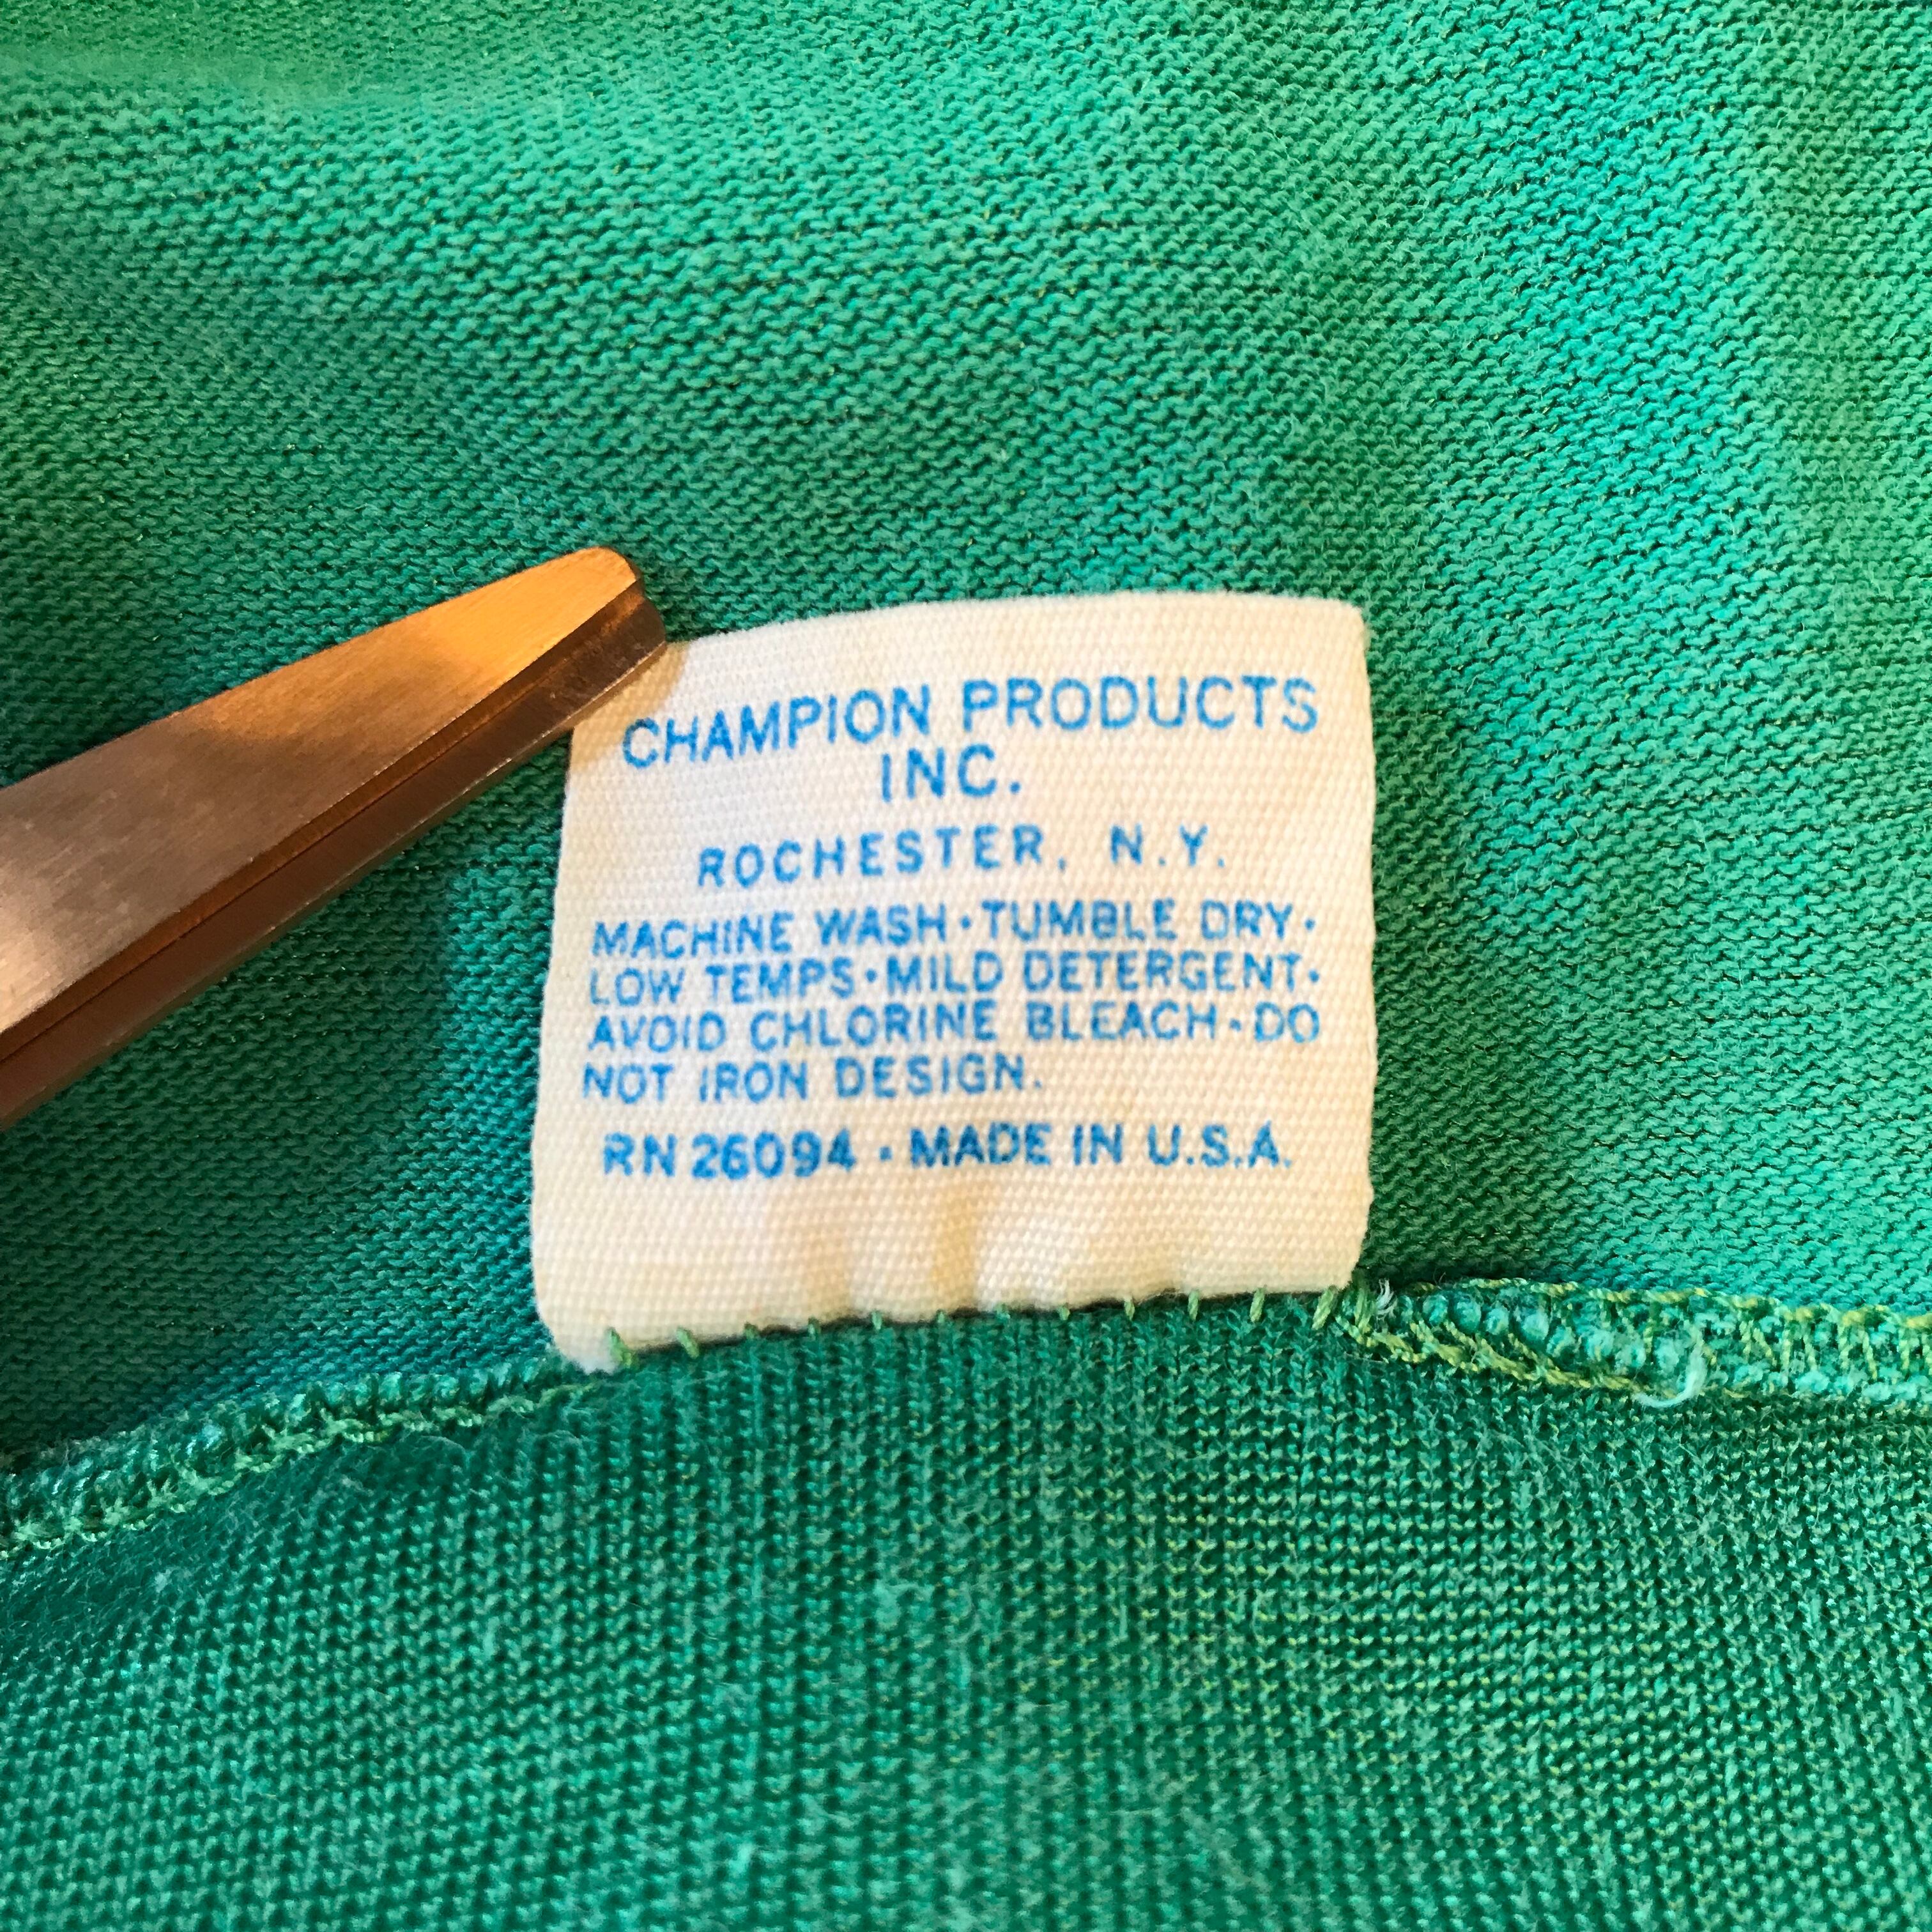 CHAMPION PRODUCTS
INC.
ROCHESTER, N.Y.
MACHINE WASH•TUMBLE DRY•
LOW TEMPS•MILD DETERGENT•
AVOID CHLORINE BLEACH•DO
NOT IRON DESIGN.
RN 26094 • MADE IN U.S.A.